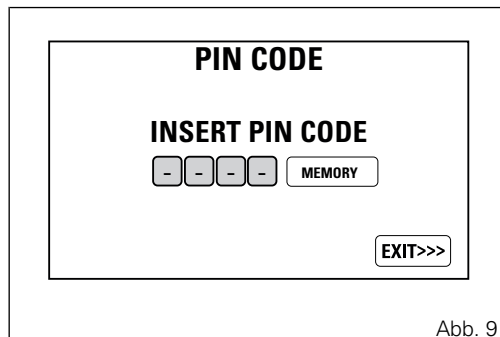 PIN CODE
INSERT PIN CODE
- - - - MEMORY
EXIT>>>
Abb. 9